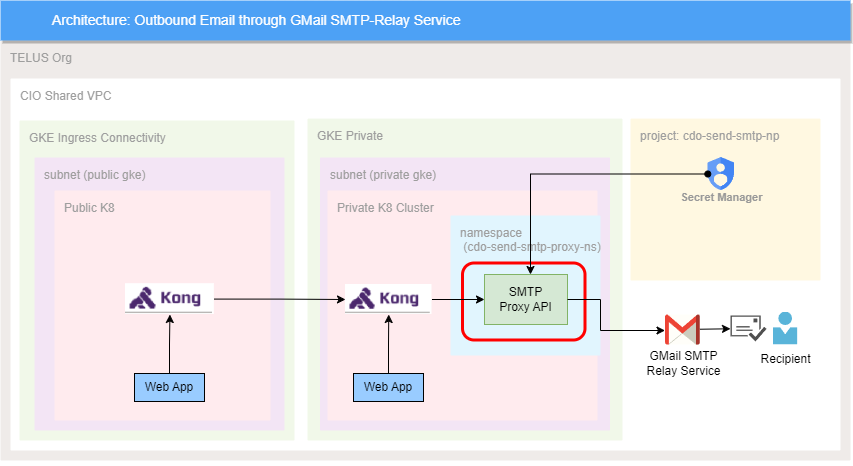 Architecture: Outbound Email through GMail SMTP-Relay Service
TELUS Org
CIO Shared VPC
GKE Ingress Connectivity
subnet (public gke)
Public K8
Kong
Web App
GKE Private
subnet (private gke)
Private K8 Cluster
namespace
(cdo-send-smtp-proxy-ns)
Kong
SMTP
Proxy API
Web App
project: cdo-send-smtp-np
Secret Manager
GMail SMTP
Relay Service
Recipient